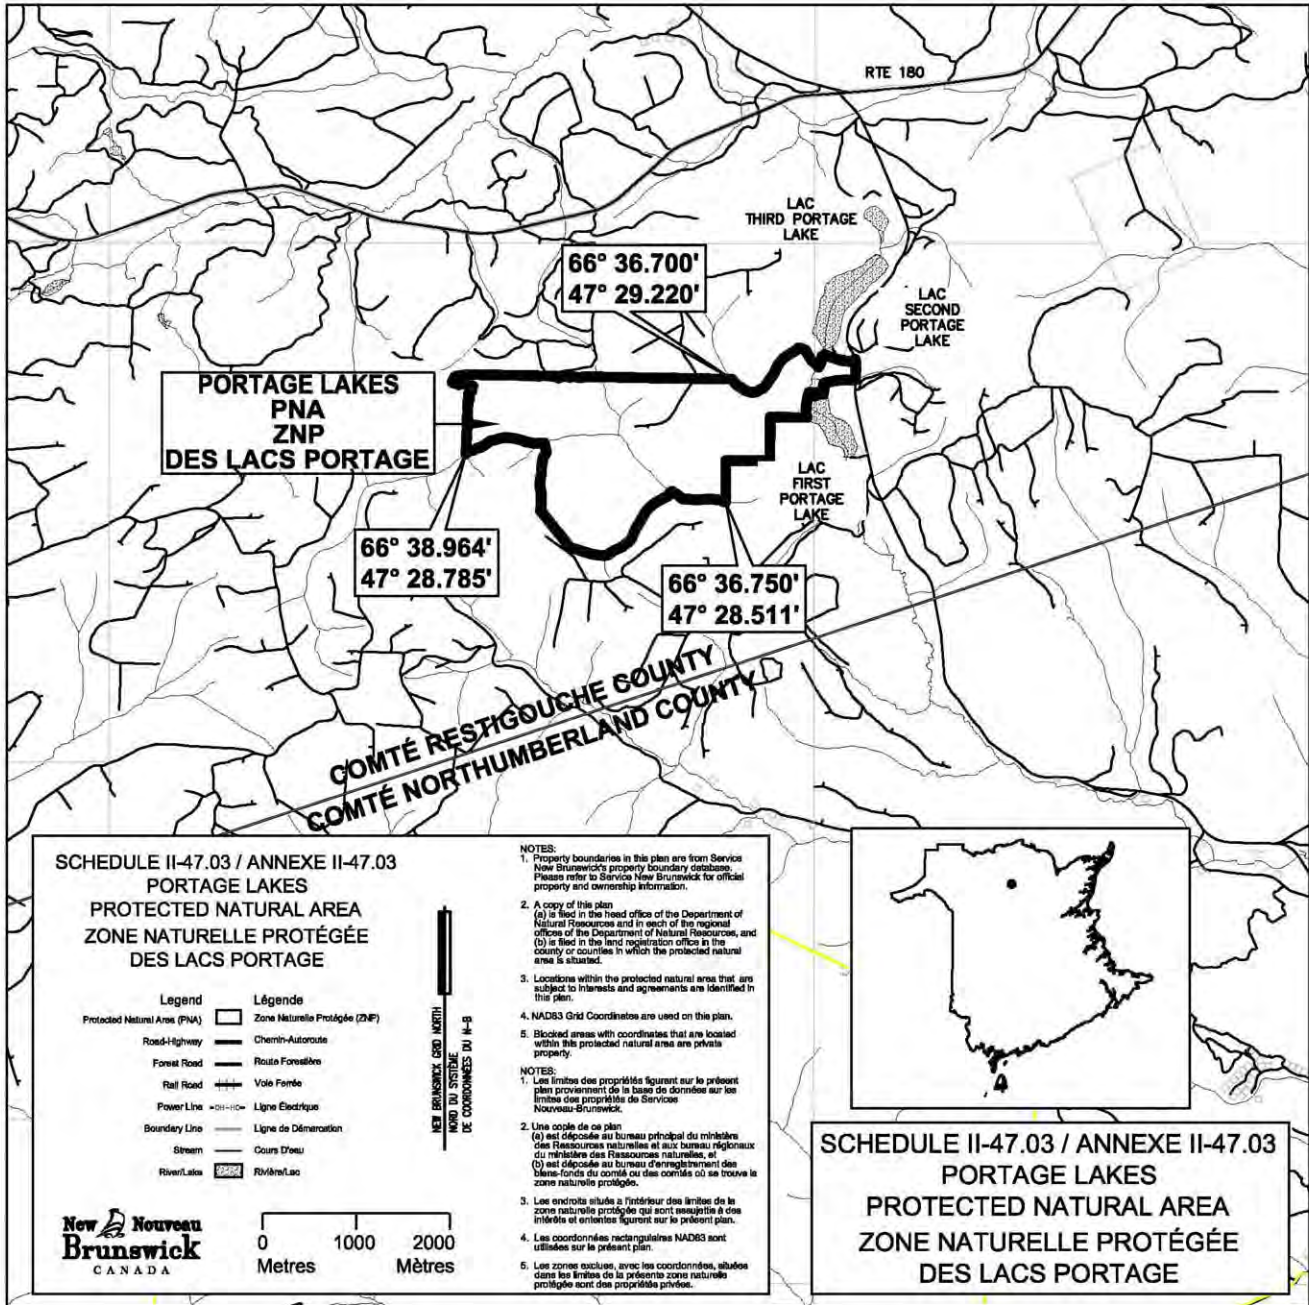 RTE 180
LAC
THIRD PORTAGE
LAKE
66° 36.700'
47° 29.220'
LAC
SECOND
PORTAGE
LAKE
PORTAGE LAKES
PNA
ZNP
DES LACS PORTAGE
LAC
FIRST
PORTAGE
LAKE
66° 38.964'
47° 28.785'
66° 36.750'
47° 28.511'
COMTÉ RESTIGOUCHE COUNTY
COMTÉ NORTHUMBERLAND COUNTY
SCHEDULE II-47.03 / ANNEXE II-47.03
PORTAGE LAKES
PROTECTED NATURAL AREA
ZONE NATURELLE PROTÉGÉE
DES LACS PORTAGE
Legend Légende
Protected Natural Area (PNA) Zone Naturelle Protégée (ZNP)
Road-Highway Chemin-Autoroute
Forest Road Route Forestière
Rail Road Voie Ferrée
Power Line Ligne Électrique
Boundary Line Ligne de Démarcation
Stream Cours D'eau
River/Lake Rivière/Lac
NEW BRUNSWICK GRID NORTH
NORD DU SYSTÈME
DE COORDONNÉES DU N-B
New Nouveau
Brunswick
CANADA
0 1000 2000
Metres Mètres
NOTES:
1. Property boundaries in this plan are from Service
New Brunswick's property boundary database.
Please refer to Service New Brunswick for official
property and ownership information.
2. A copy of this plan
(a) is filed in the head office of the Department of
Natural Resources and in each of the regional
offices of the Department of Natural Resources, and
(b) is filed in the land registration office in the
county or counties in which the protected natural
area is situated.
3. Locations within the protected natural area that are
subject to interests and agreements are identified in
this plan.
4. NAD83 Grid Coordinates are used on this plan.
5. Blocked areas with coordinates that are located
within this protected natural area are private
property.
NOTES:
1. Les limites des propriétés figurant sur le présent
plan proviennent de la base de données sur les
limites des propriétés de Services
Nouveau-Brunswick.
2. Une copie de ce plan
(a) est déposée au bureau principal du ministère
des Ressources naturelles et aux bureau régionaux
du ministère des Ressources naturelles, et
(b) est déposée au bureau d'enregistrement des
biens-fonds du comté ou des comtés où se trouve la
zone naturelle protégée.
3. Les endroits situés a l'intérieur des limites de la
zone naturelle protégée qui sont assujettis à des
intérêts et ententes figurent sur le présent plan.
4. Les coordonnées rectangulaires NAD83 sont
utilisées sur le présent plan.
5. Les zones exclues, avec les coordonnées, situées
dans les limites de la présente zone naturelle
protégée sont des propriétés privées.
SCHEDULE II-47.03 / ANNEXE II-47.03
PORTAGE LAKES
PROTECTED NATURAL AREA
ZONE NATURELLE PROTÉGÉE
DES LACS PORTAGE